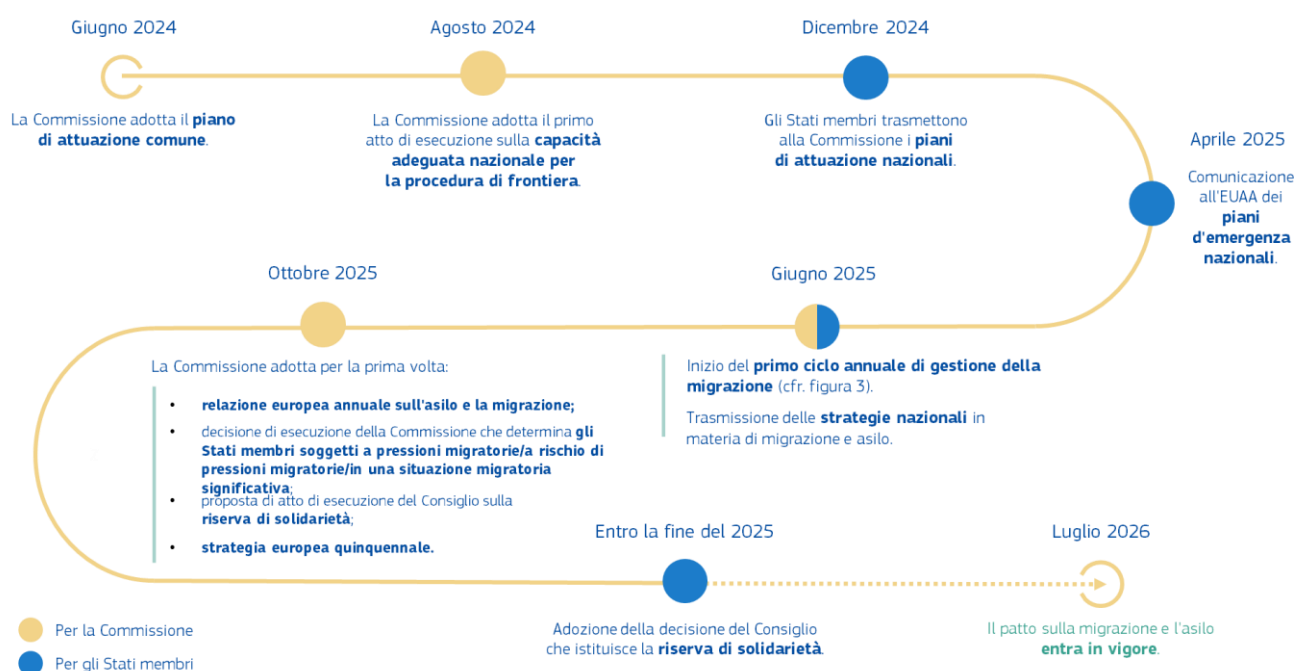 Giugno 2024
La Commissione adotta il piano
di attuazione comune.
Agosto 2024
La Commissione adotta il primo
atto di esecuzione sulla capacità
adeguata nazionale per
la procedura di frontiera.
Dicembre 2024
Gli Stati membri trasmettono
alla Commissione i piani
di attuazione nazionali.
Aprile 2025
Comunicazione
all'EUAA dei
piani
d'emergenza
nazionali.
Giugno 2025
Inizio del primo ciclo annuale di gestione della
migrazione (cfr. figura 3).
Trasmissione delle strategie nazionali in
materia di migrazione e asilo.
Ottobre 2025
La Commissione adotta per la prima volta:
• relazione europea annuale sull'asilo e la migrazione;
• decisione di esecuzione della Commissione che determina gli
Stati membri soggetti a pressioni migratorie/a rischio di
pressioni migratorie/in una situazione migratoria
significativa;
• proposta di atto di esecuzione del Consiglio sulla
riserva di solidarietà;
• strategia europea quinquennale.
Entro la fine del 2025
Adozione della decisione del Consiglio
che istituisce la riserva di solidarietà.
Luglio 2026
Il patto sulla migrazione e l'asilo
entra in vigore.
Per la Commissione
Per gli Stati membri